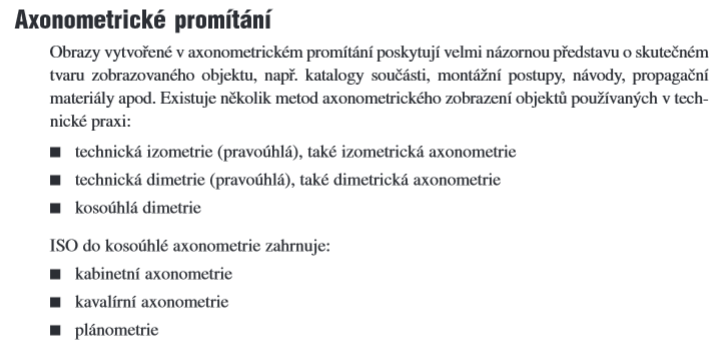 Axonometrické promítání
Obrazy vytvořené v axonometrickém promítání poskytují velmi názornou představu o skutečném
tvaru zobrazovaného objektu, např. katalogy součásti, montážní postupy, návody, propagační
materiály apod. Existuje několik metod axonometrického zobrazení objektů používaných v tech-
nické praxi:
■ technická izometrie (pravoúhlá), také izometrická axonometrie
■ technická dimetrie (pravoúhlá), také dimetrická axonometrie
■ kosoúhlá dimetrie
ISO do kosoúhlé axonometrie zahrnuje:
■ kabinetní axonometrie
■ kavalírní axonometrie
■ plánometrie